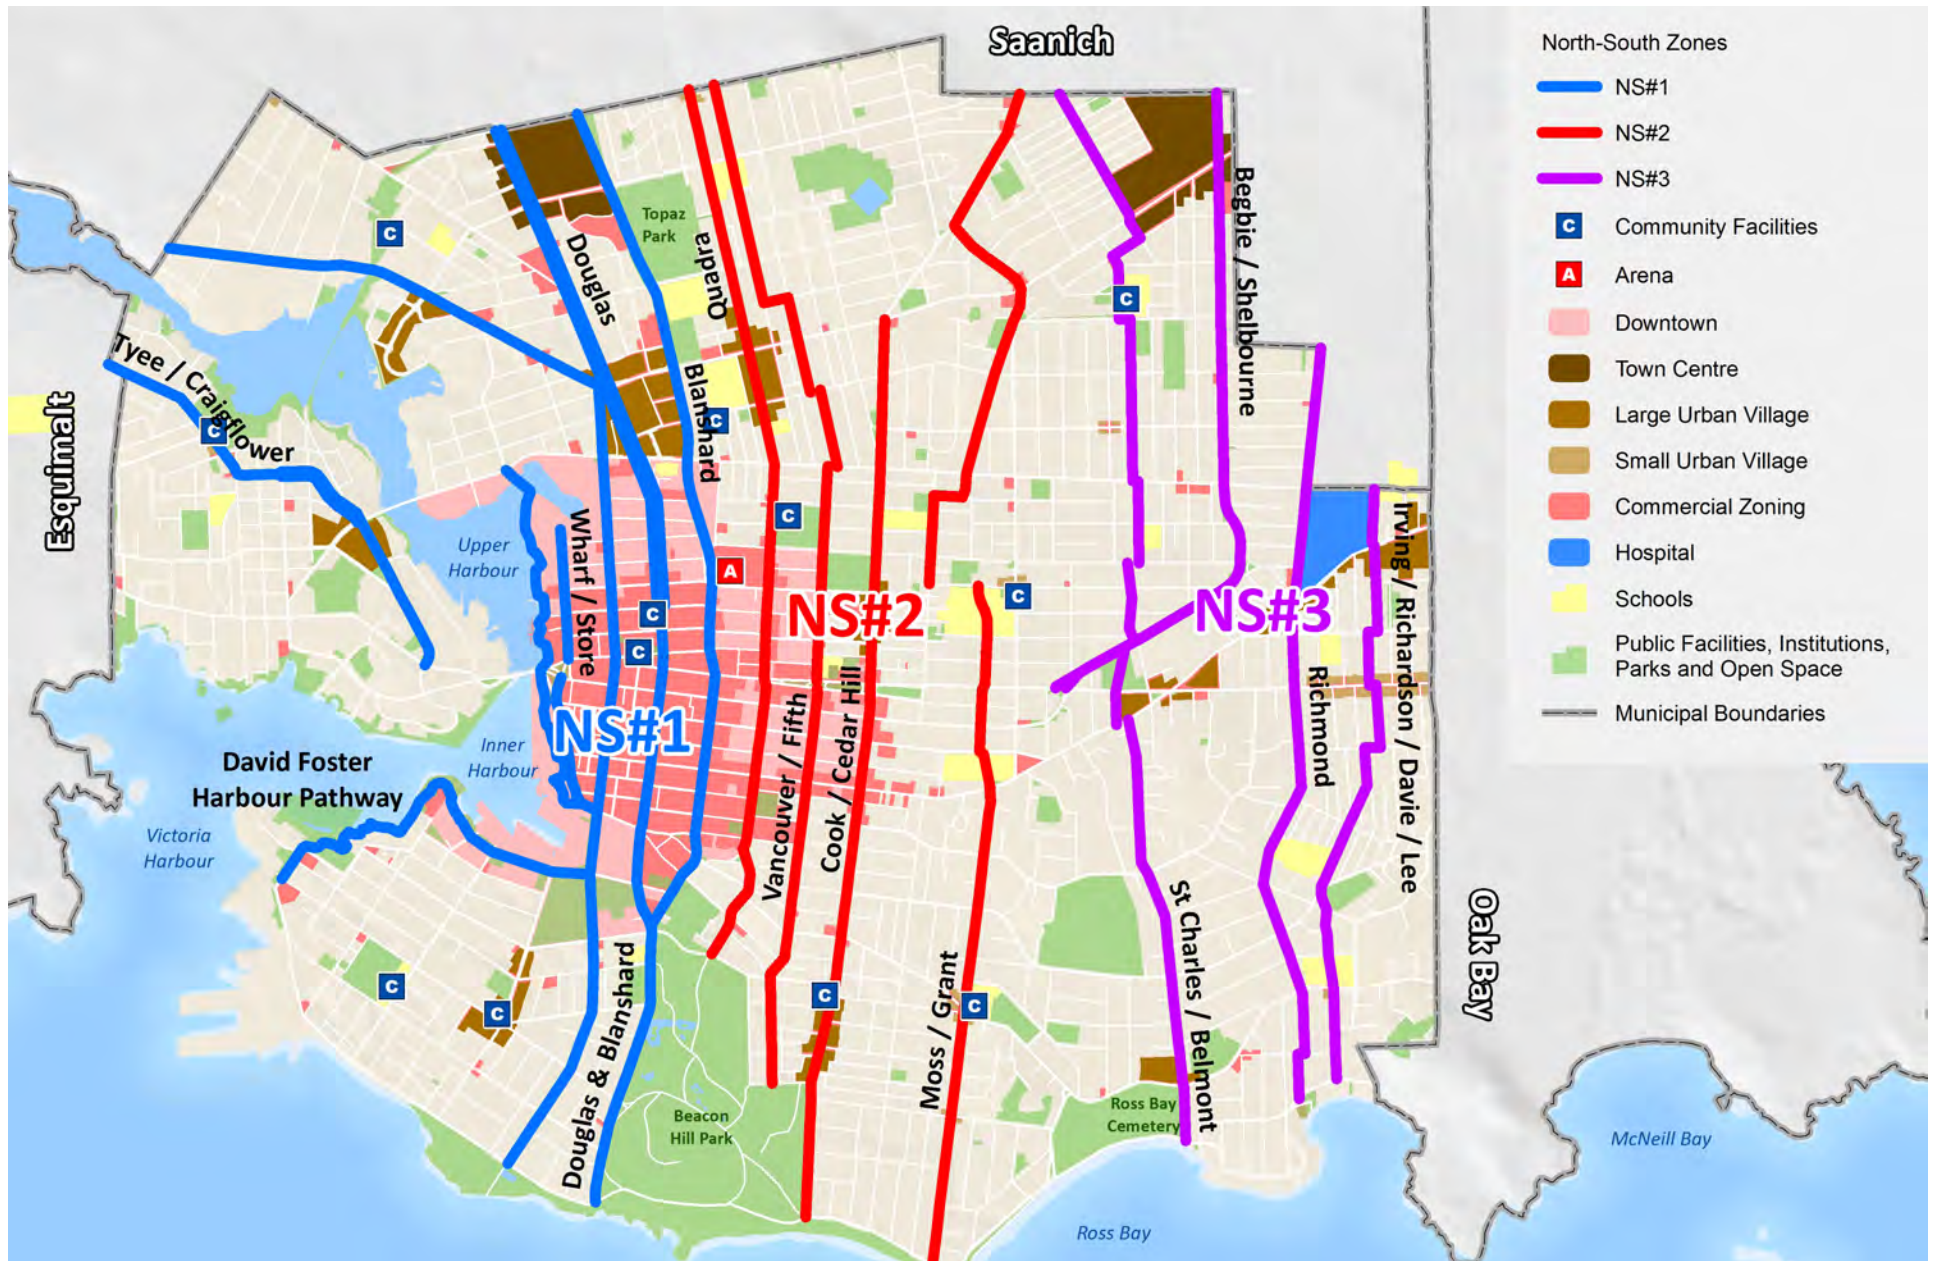 Saanich
North-South Zones
NS#1
NS#2
NS#3
C
Community Facilities
A
Arena
Downtown
Town Centre
Large Urban Village
Small Urban Village
Commercial Zoning
Hospital
Schools
Public Facilities, Institutions,
Parks and Open Space
Municipal Boundaries
Topaz
Park
C
Douglas
Quadra
Begbie / Shelbourne
C
Tyee / Craigflower
C
Esquimalt
Blanshard
C
Upper
Harbour
Wharf / Store
C
A
C
C
C
NS#1
NS#2
NS#3
Irving / Richardson / Davie / Lee
Richmond
Inner
Harbour
David Foster
Harbour Pathway
Victoria
Harbour
Vancouver / Fifth
Cook / Cedar Hill
St Charles / Belmont
Oak Bay
C
C
C
C
Douglas & Blanshard
Moss / Grant
Beacon
Hill Park
Ross Bay
Cemetery
McNeill Bay
Ross Bay